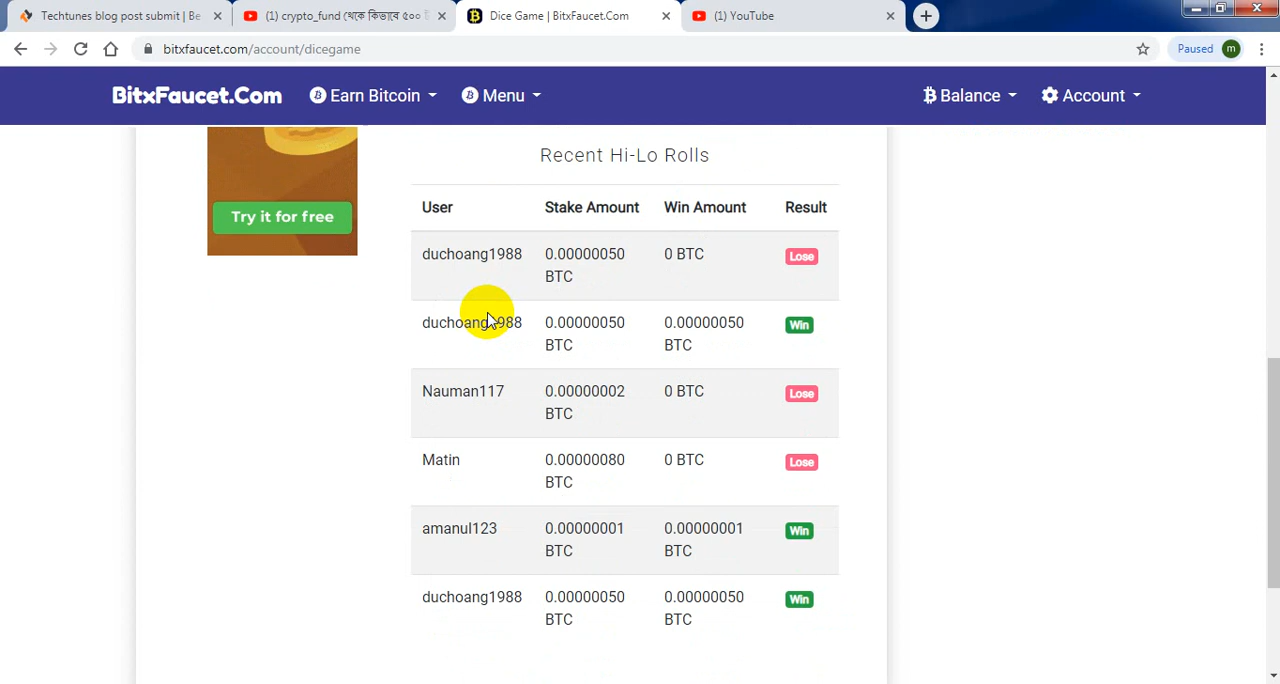 Techtunes blog post submit | Be
(1) crypto_fund থেকে কিভাবে ৫০০ ট
Dice Game | BitxFaucet.Com
(1) YouTube
bitxfaucet.com/account/dicegame
Paused m
BitxFaucet.Com
Earn Bitcoin
Menu
Balance
Account
Try it for free
Recent Hi-Lo Rolls
User Stake Amount Win Amount Result
duchoang1988 0.00000050 BTC 0 BTC Lose
duchoang1988 0.00000050 BTC 0.00000050 BTC Win
Nauman117 0.00000002 BTC 0 BTC Lose
Matin 0.00000080 BTC 0 BTC Lose
amanul123 0.00000001 BTC 0.00000001 BTC Win
duchoang1988 0.00000050 BTC 0.00000050 BTC Win